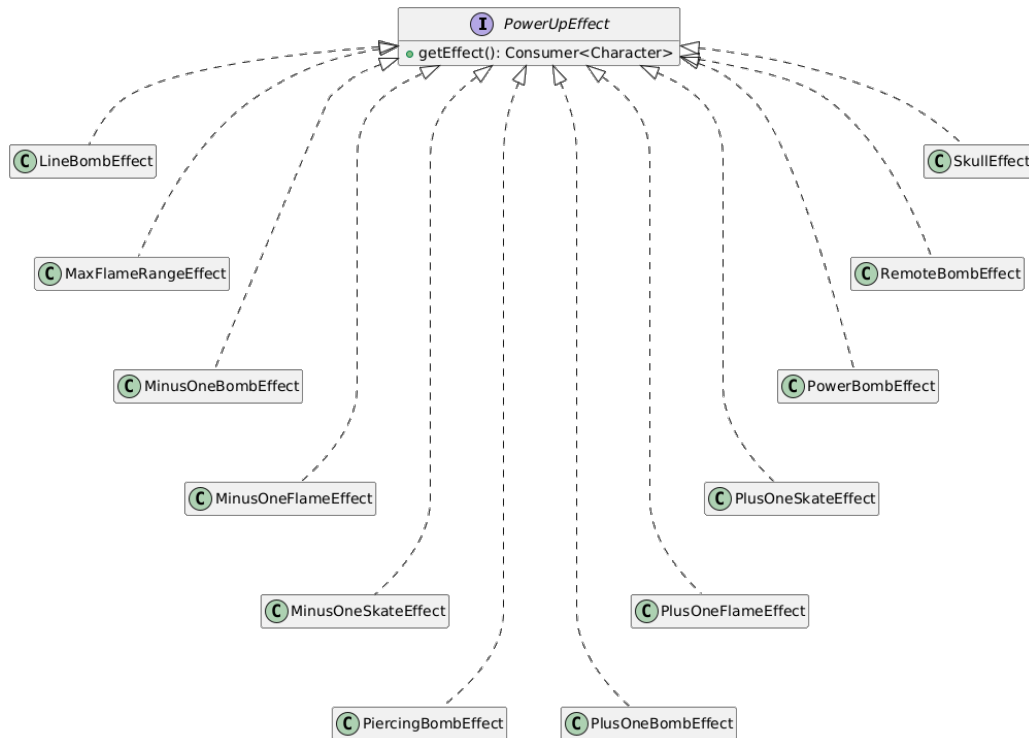 I PowerUpEffect
getEffect(): Consumer<Character>
C LineBombEffect
C SkullEffect
C MaxFlameRangeEffect
C RemoteBombEffect
C MinusOneBombEffect
C PowerBombEffect
C MinusOneFlameEffect
C PlusOneSkateEffect
C MinusOneSkateEffect
C PlusOneFlameEffect
C PiercingBombEffect
C PlusOneBombEffect